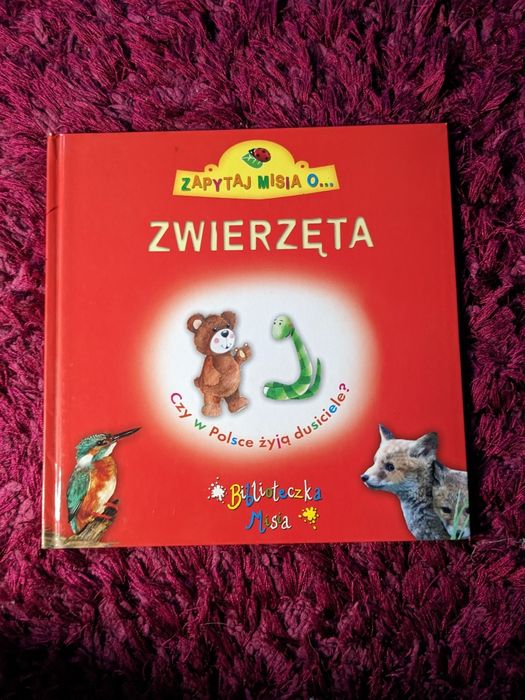 ZAPYTAJ MISIA O...
ZWIERZĘTA
Czy w Polsce żyją dusiciele?
Biblioteczka
Misia